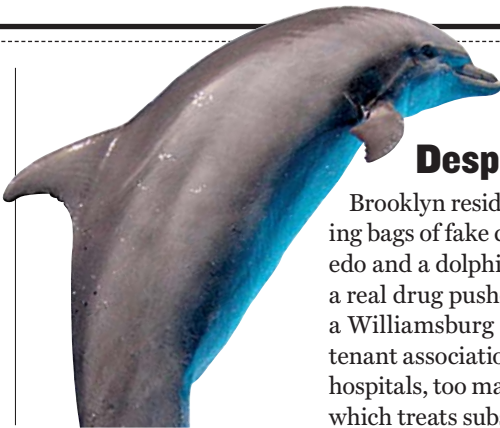 Desp
Brooklyn resid
ing bags of fake c
edo and a dolphi
a real drug push
a Williamsburg
tenant associatio
hospitals, too ma
which treats subs